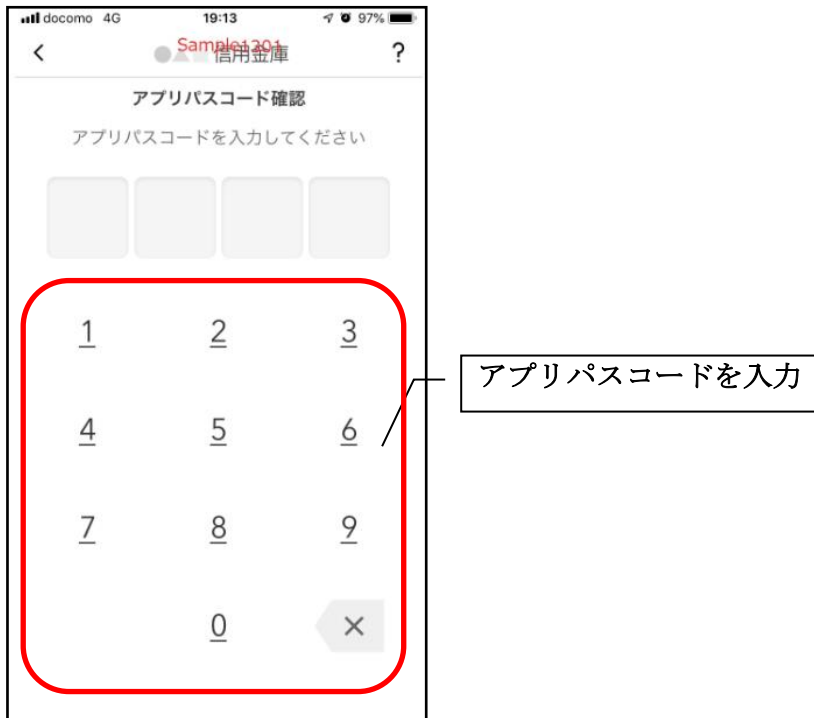 docomo 4G 19:13 97%
Sample1201
●▲■信用金庫 ?
アプリパスコード確認
アプリパスコードを入力してください
1 2 3
4 5 6
アプリパスコードを入力
7 8 9
0 ×